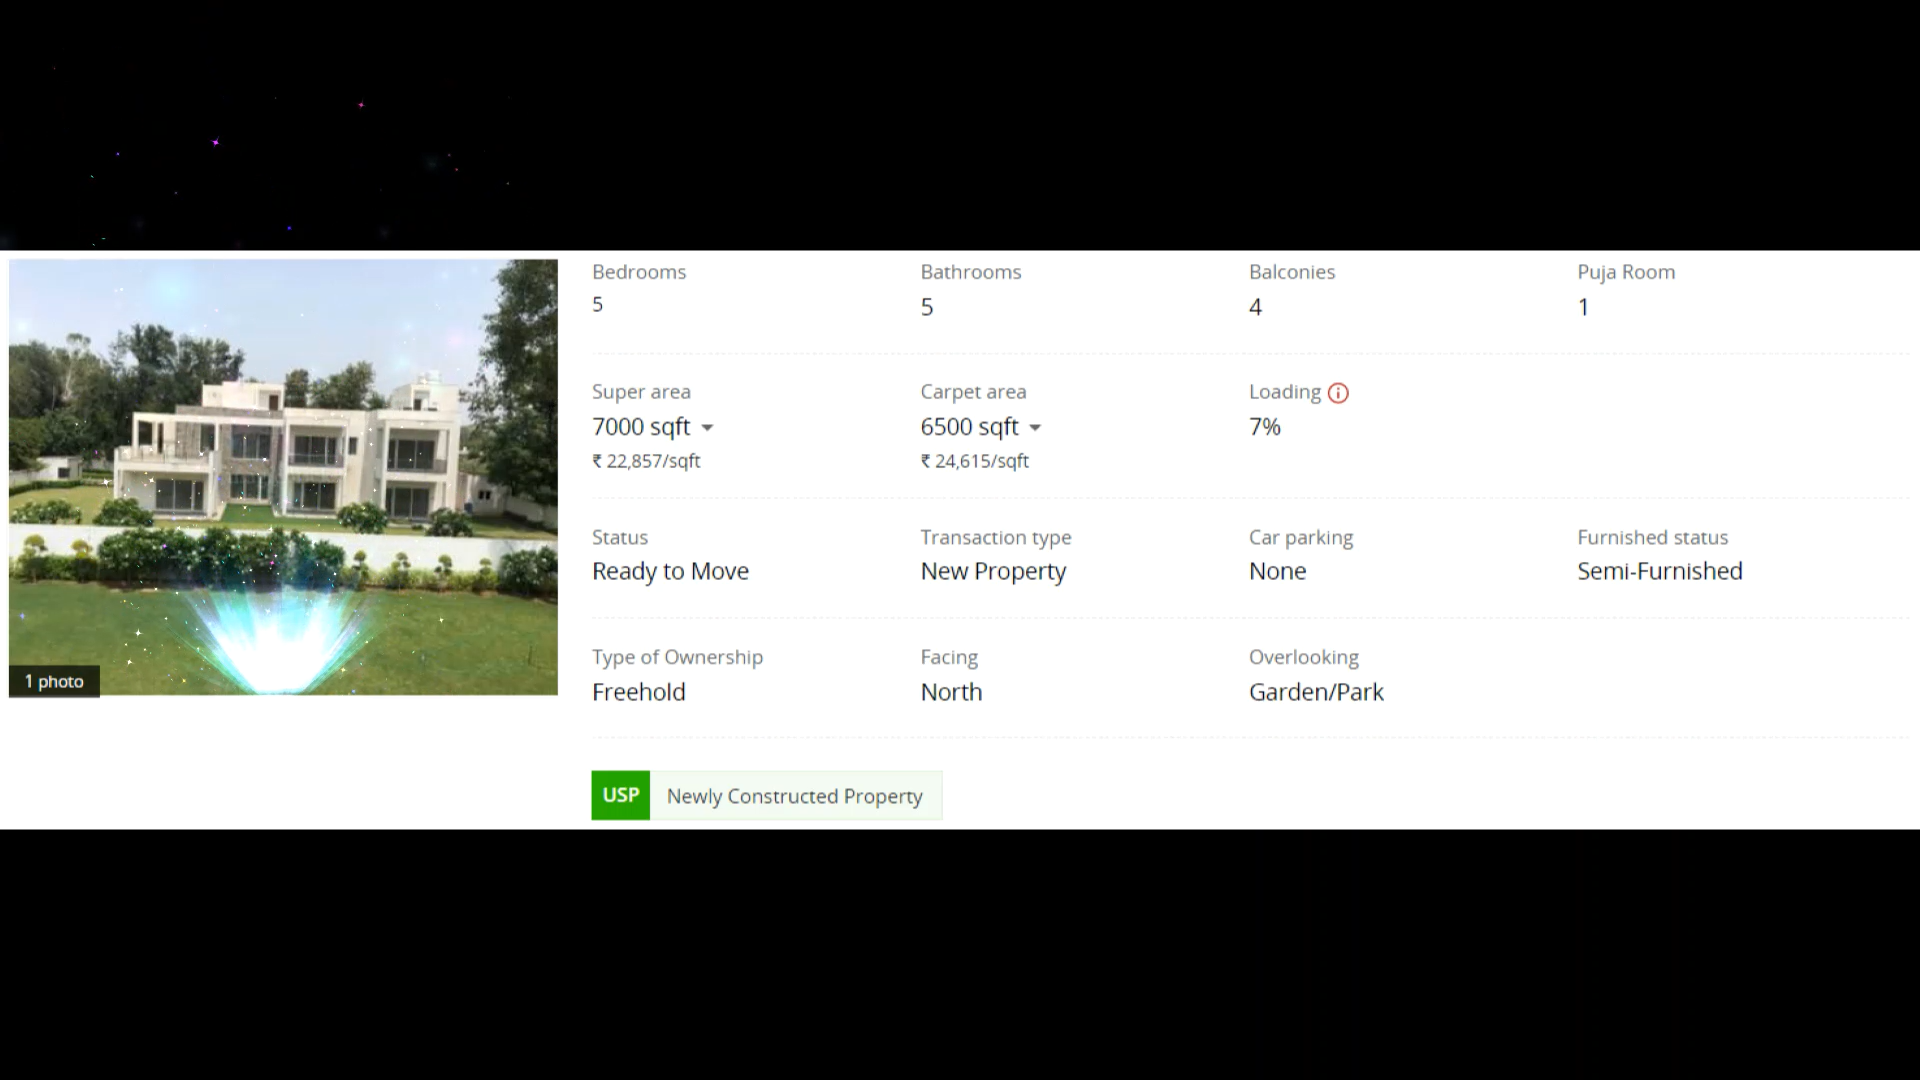 Bedrooms
Bathrooms
Balconies
Puja Room
5
5
4
1
Super area
Carpet area
Loading
7000 sqft
6500 sqft
7%
₹ 22,857/sqft
₹ 24,615/sqft
Status
Transaction type
Car parking
Furnished status
Ready to Move
New Property
None
Semi-Furnished
Type of Ownership
Facing
Overlooking
Freehold
North
Garden/Park
1 photo
USP
Newly Constructed Property